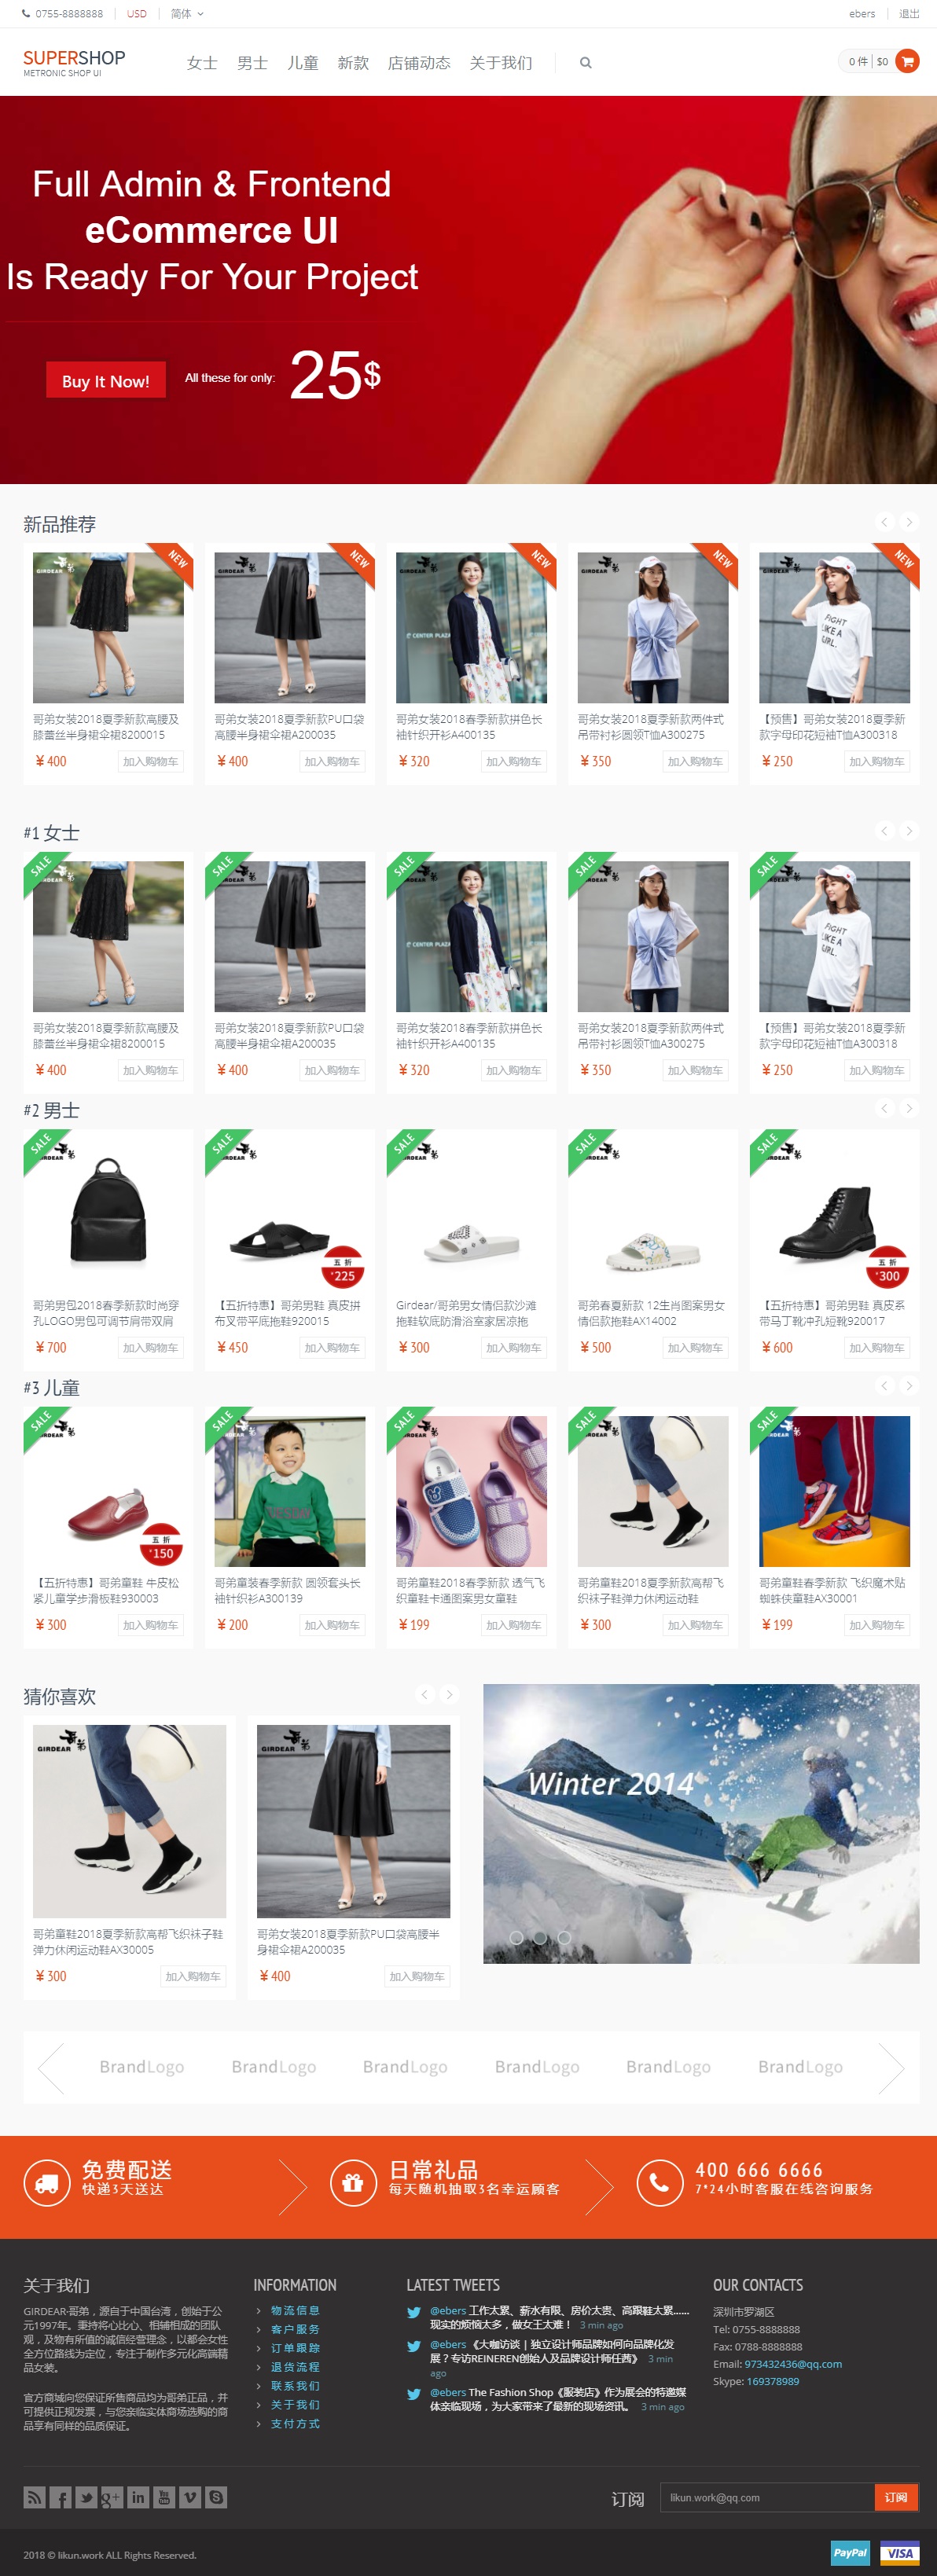 0755-8888888 USD 简体 ebers 退出
SUPERSHOP
METRONIC SHOP UI
女士 男士 儿童 新款 店铺动态 关于我们
0 件 $0
Full Admin & Frontend
eCommerce UI
Is Ready For Your Project
Buy It Now! All these for only: 25$
新品推荐
NEW NEW NEW NEW NEW
哥弟女装2018夏季新款高腰及
膝蕾丝半身裙伞裙8200015
¥ 400 加入购物车
哥弟女装2018夏季新款PU口袋
高腰半身裙伞裙A200035
¥ 400 加入购物车
哥弟女装2018春季新款拼色长
袖针织开衫A400135
¥ 320 加入购物车
哥弟女装2018夏季新款两件式
吊带衬衫圆领T恤A300275
¥ 350 加入购物车
FIGHT
LIKE A
GIRL.
【预售】哥弟女装2018夏季新
款字母印花短袖T恤A300318
¥ 250 加入购物车
#1 女士
SALE SALE SALE SALE SALE
哥弟女装2018夏季新款高腰及
膝蕾丝半身裙伞裙8200015
¥ 400 加入购物车
哥弟女装2018夏季新款PU口袋
高腰半身裙伞裙A200035
¥ 400 加入购物车
哥弟女装2018春季新款拼色长
袖针织开衫A400135
¥ 320 加入购物车
哥弟女装2018夏季新款两件式
吊带衬衫圆领T恤A300275
¥ 350 加入购物车
FIGHT
LIKE A
GIRL.
【预售】哥弟女装2018夏季新
款字母印花短袖T恤A300318
¥ 250 加入购物车
#2 男士
SALE SALE SALE SALE SALE
哥弟男包2018春季新款时尚穿
孔LOGO男包可调节肩带双肩
¥ 700 加入购物车
五折
¥225
【五折特惠】哥弟男鞋 真皮拼
布叉带平底拖鞋920015
¥ 450 加入购物车
Girdear/哥弟男女情侣款沙滩
拖鞋软底防滑浴室家居凉拖
¥ 300 加入购物车
哥弟春夏新款 12生肖图案男女
情侣款拖鞋AX14002
¥ 500 加入购物车
五折
¥300
【五折特惠】哥弟男鞋 真皮系
带马丁靴冲孔短靴920017
¥ 600 加入购物车
#3 儿童
SALE SALE SALE SALE SALE
五折
¥150
【五折特惠】哥弟童鞋 牛皮松
紧儿童学步滑板鞋930003
¥ 300 加入购物车
哥弟童装春季新款 圆领套头长
袖针织衫A300139
¥ 200 加入购物车
哥弟童鞋2018春季新款 透气飞
织童鞋卡通图案男女童鞋
¥ 199 加入购物车
哥弟童鞋2018夏季新款高帮飞
织袜子鞋弹力休闲运动鞋
¥ 300 加入购物车
哥弟童鞋春季新款 飞织魔术贴
蜘蛛侠童鞋AX30001
¥ 199 加入购物车
猜你喜欢
GIRDEAR 哥弟
哥弟童鞋2018夏季新款高帮飞织袜子鞋
弹力休闲运动鞋AX30005
¥ 300 加入购物车
GIRDEAR 哥弟
哥弟女装2018夏季新款PU口袋高腰半
身裙伞裙A200035
¥ 400 加入购物车
Winter 2014
BrandLogo BrandLogo BrandLogo BrandLogo BrandLogo BrandLogo
免费配送
快递3天送达
日常礼品
每天随机抽取3名幸运顾客
400 666 6666
7*24小时客服在线咨询服务
关于我们
GIRDEAR-哥弟，源自于中国台湾，创始于公
元1997年。秉持将心比心、相辅相成的团队
观，及物有所值的诚信经营理念，以都会女性
全方位路线为定位，专注于制作多元化高端精
品女装。
官方商城向您保证所售商品均为哥弟正品，并
可提供正规发票，与您亲临实体商场选购的商
品享有同样的品质保证。
INFORMATION
物流信息
客户服务
订单跟踪
退货流程
联系我们
关于我们
支付方式
LATEST TWEETS
@ebers 工作太累、薪水有限、房价太贵、高跟鞋太累……
现实的烦恼太多，做女王太难！ 3 min ago
@ebers 《大咖访谈 | 独立设计师品牌如何向品牌化发
展？专访REINEREN创始人及品牌设计师任茜》 3 min
ago
@ebers The Fashion Shop《服装店》作为展会的特邀媒
体亲临现场，为大家带来了最新的现场资讯。 3 min ago
OUR CONTACTS
深圳市罗湖区
Tel: 0755-8888888
Fax: 0788-8888888
Email: 973432436@qq.com
Skype: 169378989
订阅 likun.work@qq.com 订阅
2018 © likun.work ALL Rights Reserved.
PayPal VISA